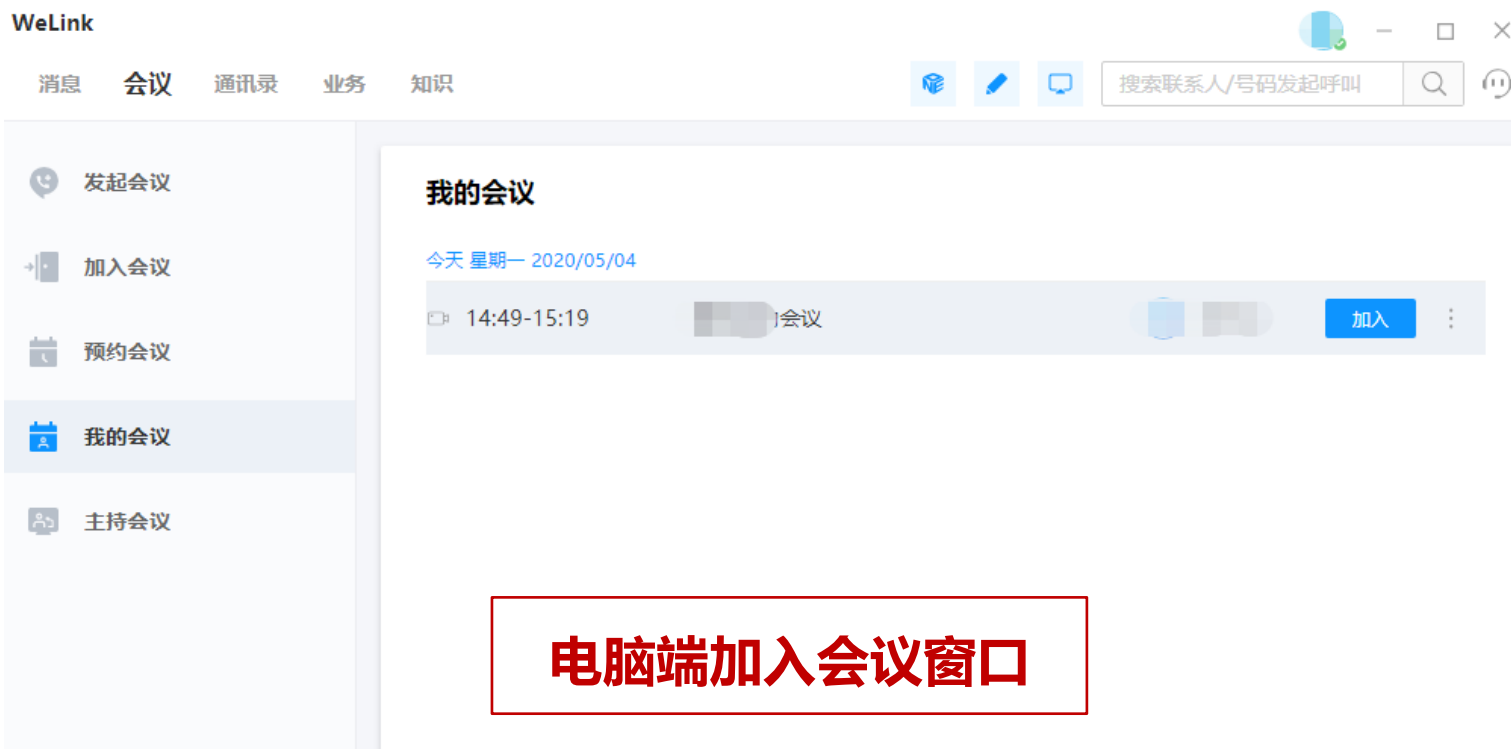 WeLink
消息 会议 通讯录 业务 知识 搜索联系人/号码发起呼叫
发起会议
加入会议
预约会议
我的会议
主持会议
我的会议
今天 星期一 2020/05/04
14:49-15:19 会议 加入
电脑端加入会议窗口